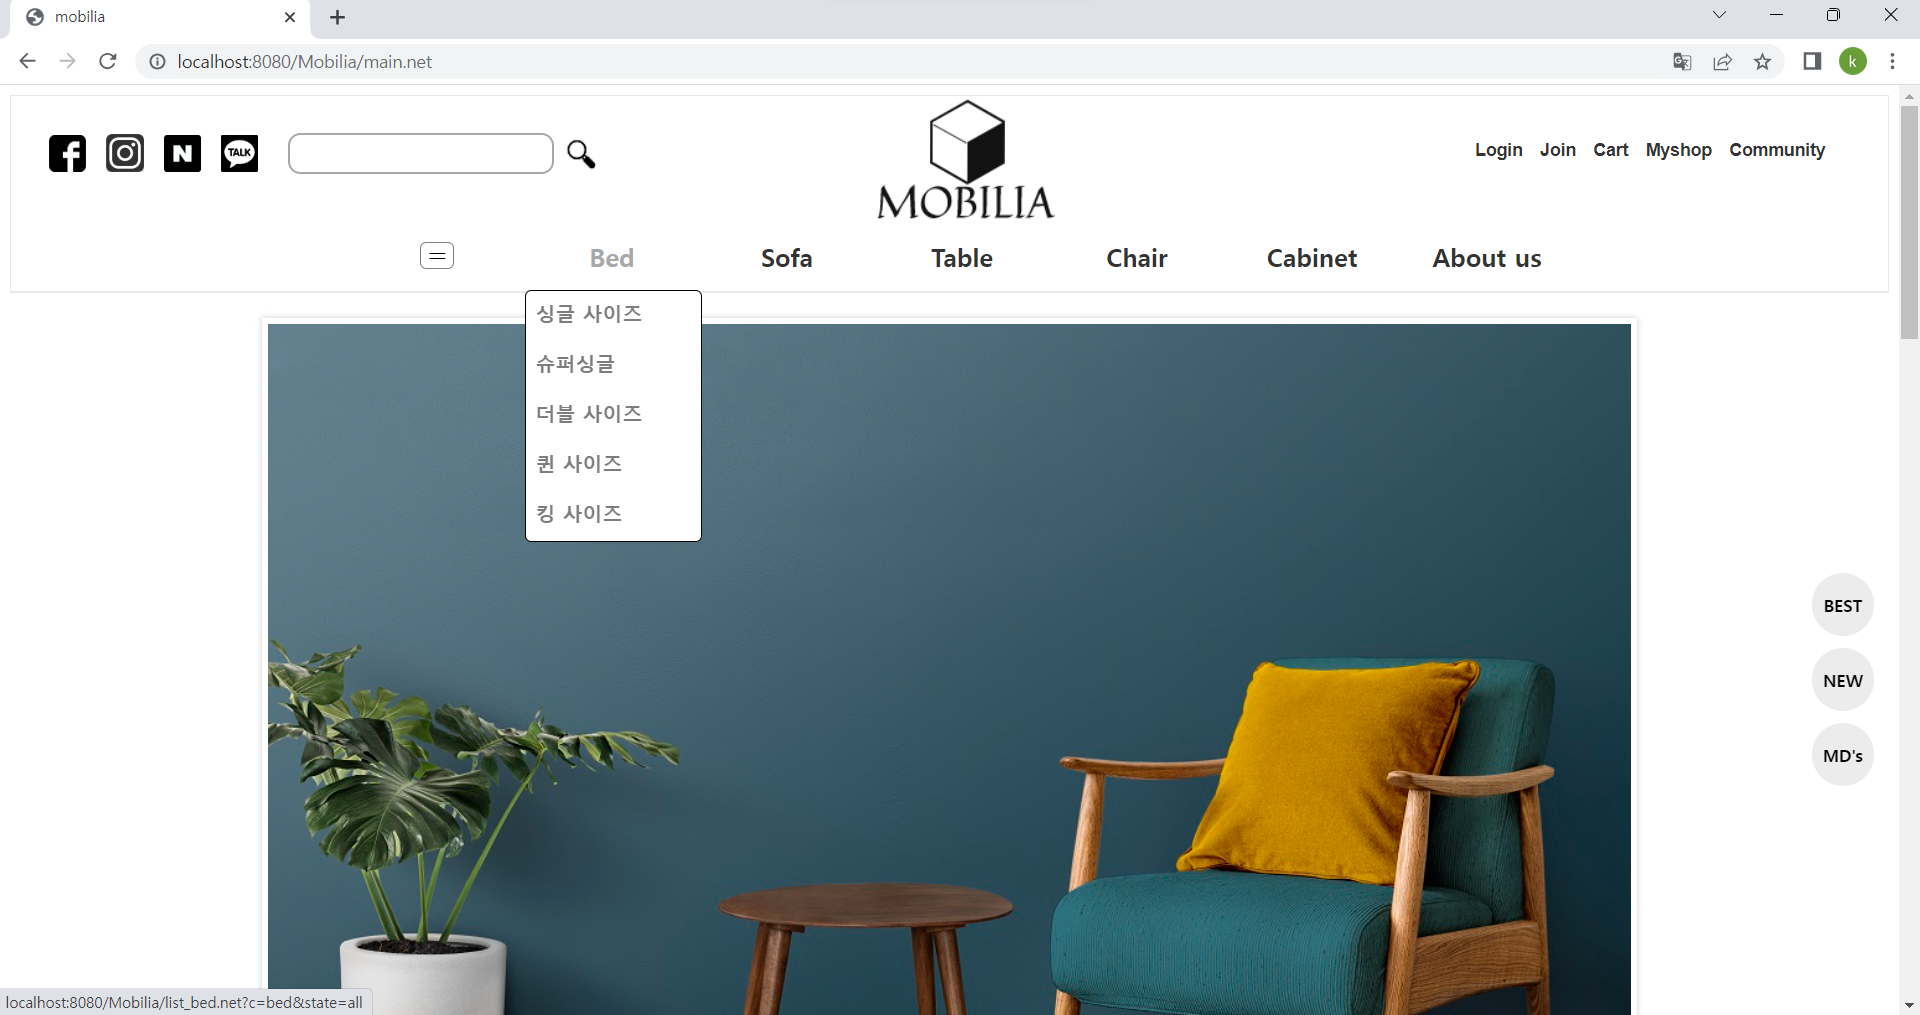 mobilia
localhost:8080/Mobilia/main.net
k
N
TALK
MOBILIA
Login Join Cart Myshop Community
Bed Sofa Table Chair Cabinet About us
싱글 사이즈
슈퍼싱글
더블 사이즈
퀸 사이즈
킹 사이즈
BEST
NEW
MD's
localhost:8080/Mobilia/list_bed.net?c=bed&state=all